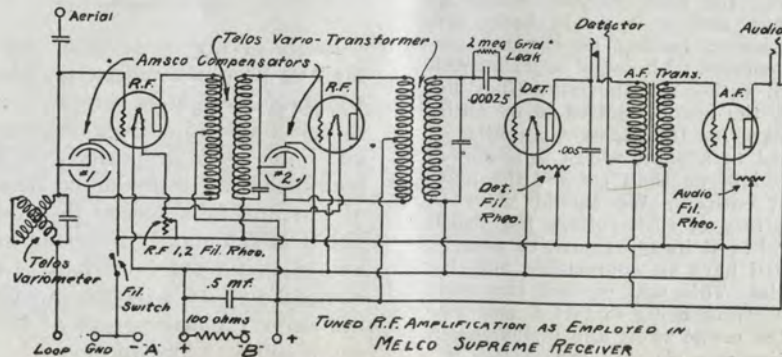 Aerial
Telos Vario-Transformer
Amsco Compensators
R.F.
R.F.
2 meg Grid
Leak
.00025
DET.
Detector
A.F. Trans.
A.F.
Audio
#1
#2
.005
Det.
Fil
Rheo.
Audio
Fil.
Rheo.
R.F 1,2 Fil. Rheo.
Telos
Variometer
Fil.
Switch
.5 mf.
100 ohms
LOOP
GND
- "A"
+
"B"
+
TUNED R.F. AMPLIFICATION AS EMPLOYED IN
MELCO SUPREME RECEIVER